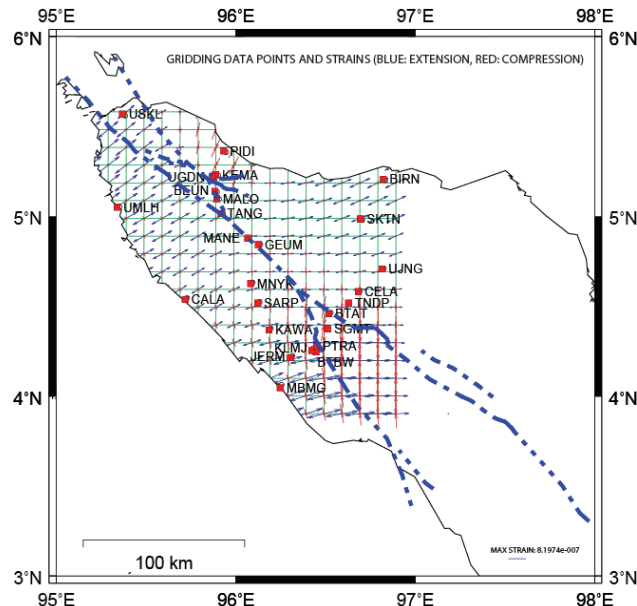 95°E 96°E 97°E 98°E
6°N 6°N
GRIDDING DATA POINTS AND STRAINS (BLUE: EXTENSION, RED: COMPRESSION)
USKL
PIDI
UGDN KEMA
BIRN
BEUN
MALO
UMLH
TANG
5°N 5°N
SKTN
MANE
GEUM
UJNG
MNYK
CELA
CALA
SARP
TNDP
BTAT
KAWA
SGMT
KLMJ PTRA
JERM
BTBW
MBMG
4°N 4°N
MAX STRAIN: 8.1974e-007
100 km
3°N 3°N
95°E 96°E 97°E 98°E